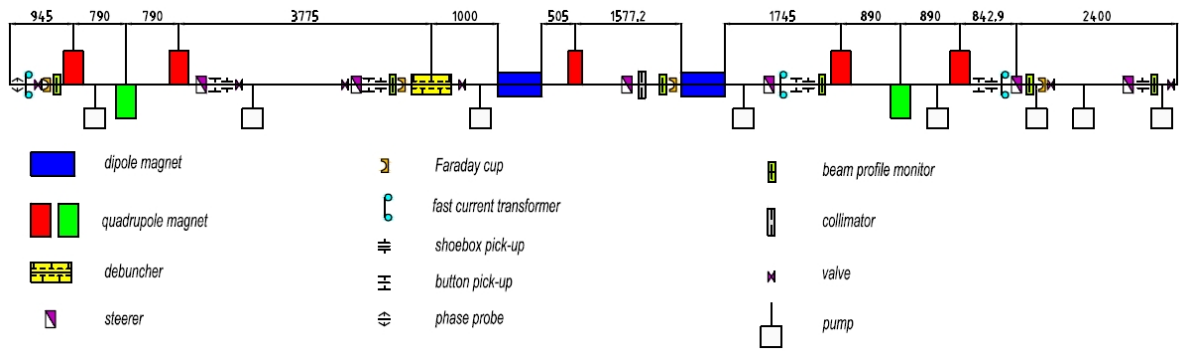 945 790 790 3775 1000 505 1577,2 1745 890 890 842,9 2400
dipole magnet
quadrupole magnet
debuncher
steerer
Faraday cup
fast current transformer
shoebox pick-up
button pick-up
phase probe
beam profile monitor
collimator
valve
pump